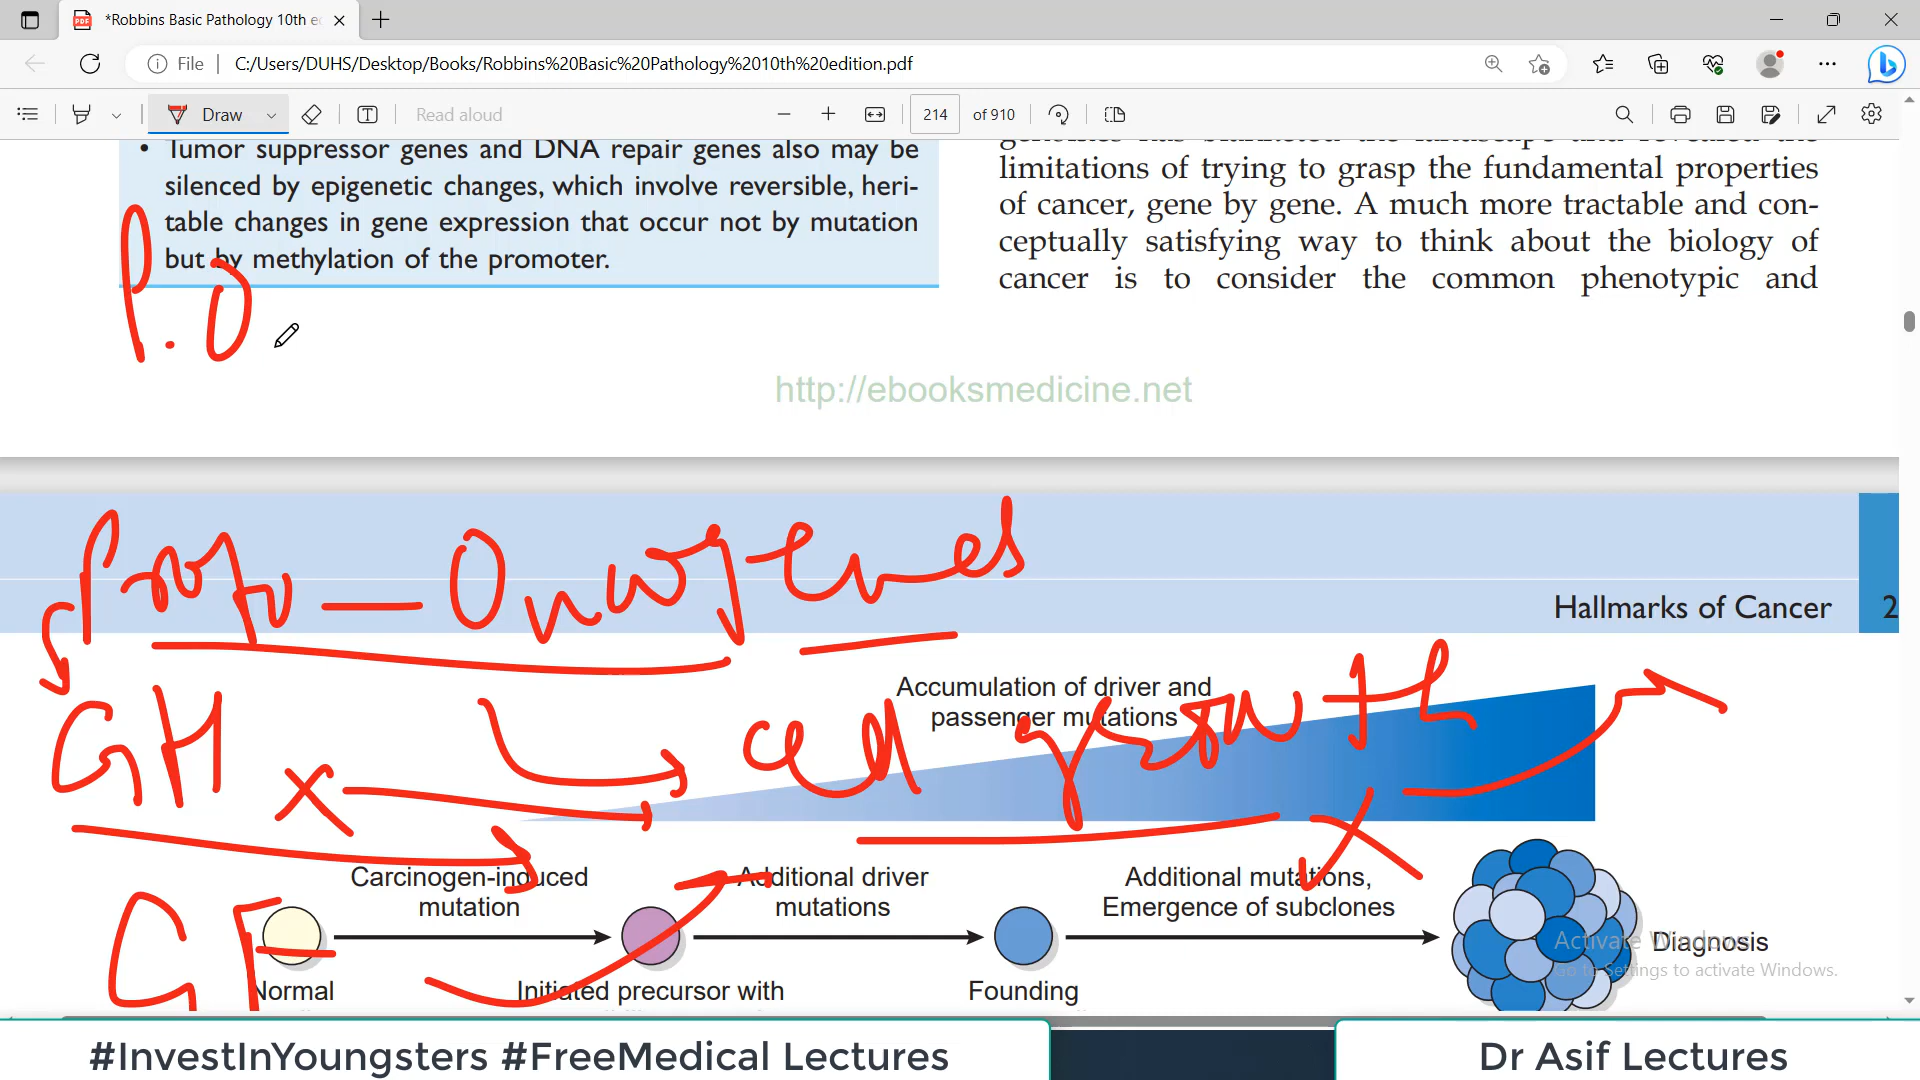 *Robbins Basic Pathology 10th e
File
C:/Users/DUHS/Desktop/Books/Robbins%20Basic%20Pathology%2010th%20edition.pdf
Draw
Read aloud
214 of 910
• Tumor suppressor genes and DNA repair genes also may be
silenced by epigenetic changes, which involve reversible, heri-
table changes in gene expression that occur not by mutation
but by methylation of the promoter.
limitations of trying to grasp the fundamental properties
of cancer, gene by gene. A much more tractable and con-
ceptually satisfying way to think about the biology of
cancer is to consider the common phenotypic and
P.O
http://ebooksmedicine.net
Proto — Oncogenes
Hallmarks of Cancer 2
Accumulation of driver and
passenger mutations
GH
cell growth
Carcinogen-induced
mutation
Additional driver
mutations
Additional mutations,
Emergence of subclones
GF
Diagnosis
Activate Windows
Go to Settings to activate Windows.
Normal
Initiated precursor with
Founding
#InvestInYoungsters #FreeMedical Lectures
Dr Asif Lectures